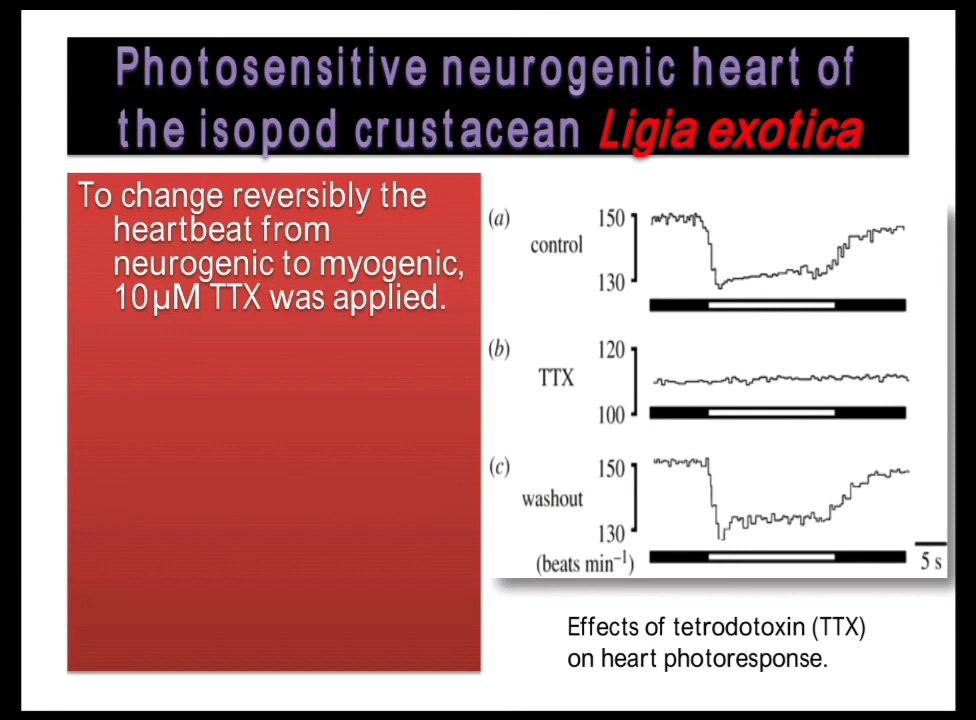 Photosensitive neurogenic heart of
the isopod crustacean Ligia exotica
To change reversibly the
heartbeat from
neurogenic to myogenic,
10µM TTX was applied.
(a)
control
150
130
(b)
TTX
120
100
(c)
washout
150
130
(beats min⁻¹)
5 s
Effects of tetrodotoxin (TTX)
on heart photoresponse.